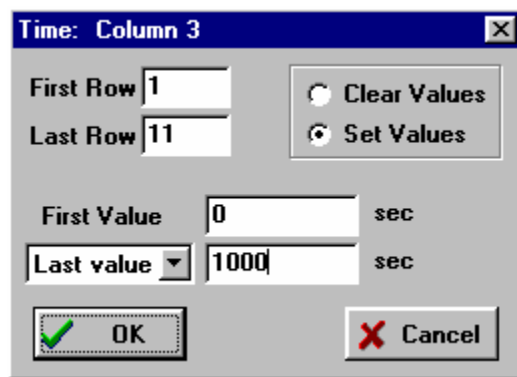 Time: Column 3
First Row 1
Last Row 11
Clear Values
Set Values
First Value 0 sec
Last value 1000 sec
OK
Cancel